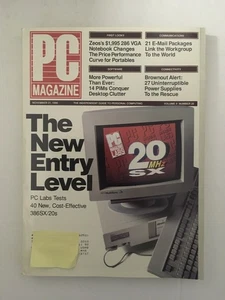 FIRST LOOKS
Zeos's $1,995 286 VGA
Notebook Changes
The Price/Performance
Curve for Portables
COMMUNICATIONS
21 E-Mail Packages
Link the Workgroup
To the World
SOFTWARE
More Powerful
Than Ever:
14 PIMs Conquer
Desktop Clutter
CONNECTIVITY
Brownout Alert:
27 Uninterruptible
Power Supplies
To the Rescue
PC
MAGAZINE
THE INDEPENDENT GUIDE TO PERSONAL COMPUTING
The
New
Entry
Level
PC Labs Tests
40 New, Cost-Effective
386SX/20s
PC
20
MHz
SX